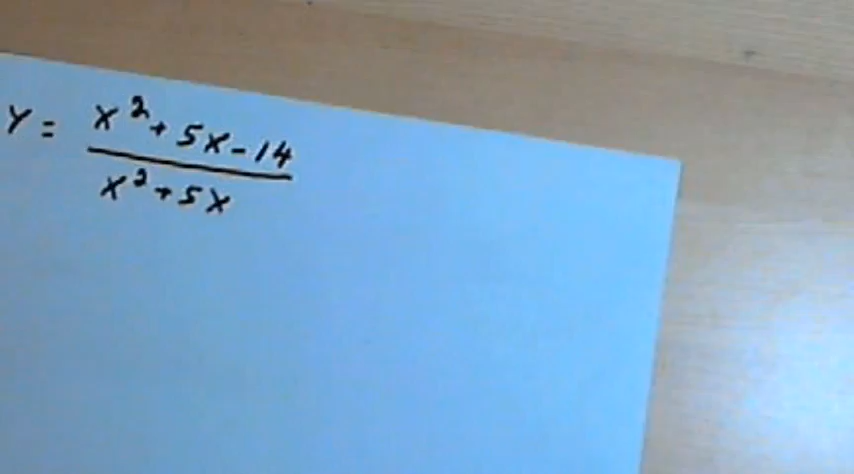 Y = x² + 5x - 14
x² + 5x